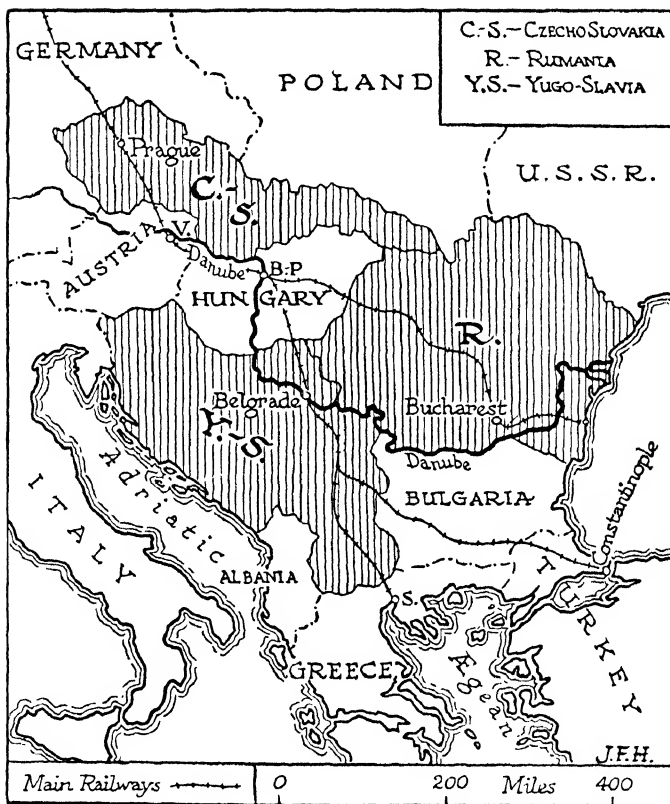 C.-S.– CZECHO SLOVAKIA
R.– RUMANIA
Y.S.– YUGO-SLAVIA
GERMANY
POLAND
U.S.S.R.
Prague
C.-S.
V.
AUSTRIA
Danube
B.-P.
HUNGARY
R.
Belgrade
Bucharest
Y.-S.
Danube
BULGARIA
Constantinople
Adriatic
ITALY
ALBANIA
S.
TURKEY
GREECE
Ægean
J.F.H.
Main Railways
0 200 Miles 400